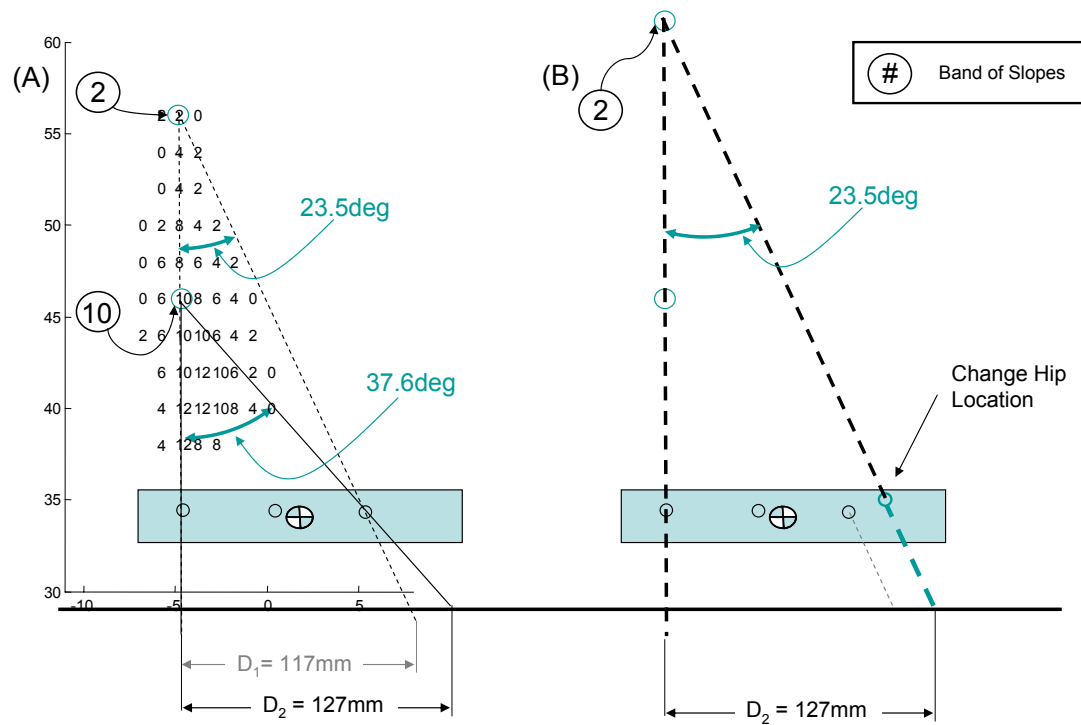 60
(A)
(B)
#
Band of Slopes
2
2
55
2 2 0
0 4 2
0 4 2
50
0 2 8 4 2
23.5deg
23.5deg
0 6 8 6 4 2
10
0 6 10 8 6 4 0
45
2 6 10 10 6 4 2
6 10 12 10 6 2 0
37.6deg
Change Hip
Location
40
4 12 12 10 8 4 0
4 12 8 8
35
30
-10 -5 0 5
D1= 117mm
D2 = 127mm
D2 = 127mm